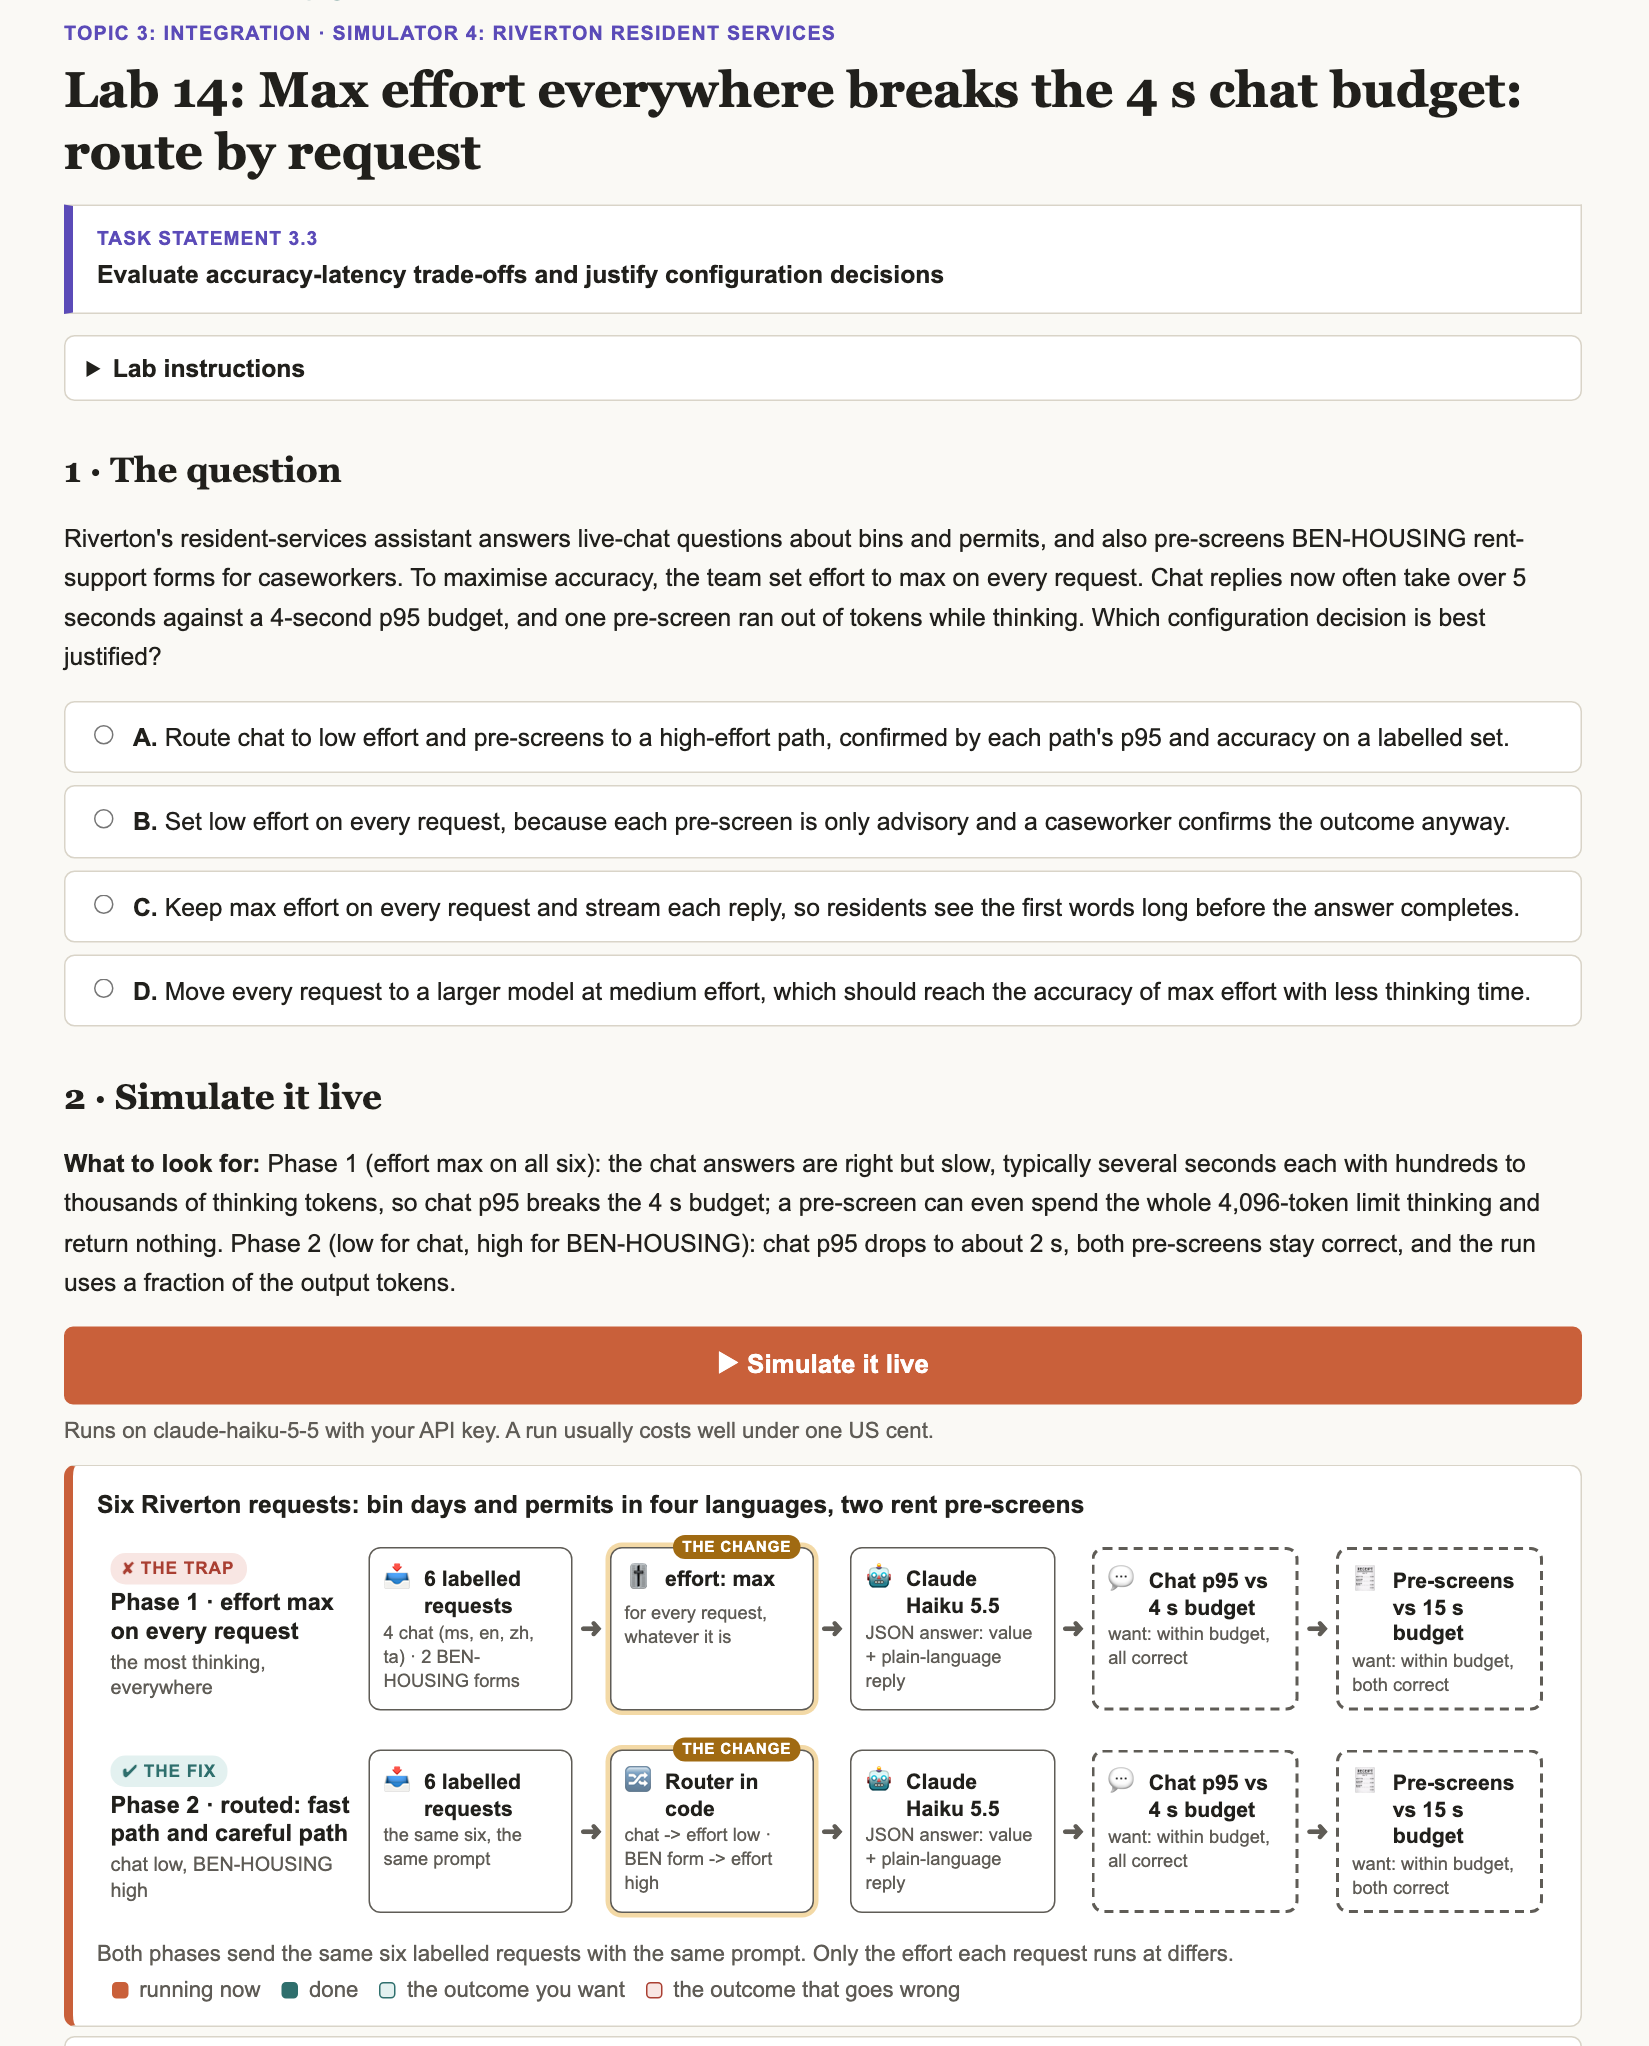 TOPIC 3: INTEGRATION · SIMULATOR 4: RIVERTON RESIDENT SERVICES
Lab 14: Max effort everywhere breaks the 4 s chat budget:
route by request
TASK STATEMENT 3.3
Evaluate accuracy-latency trade-offs and justify configuration decisions
▶ Lab instructions
1 · The question
Riverton's resident-services assistant answers live-chat questions about bins and permits, and also pre-screens BEN-HOUSING rent-
support forms for caseworkers. To maximise accuracy, the team set effort to max on every request. Chat replies now often take over 5
seconds against a 4-second p95 budget, and one pre-screen ran out of tokens while thinking. Which configuration decision is best
justified?
A. Route chat to low effort and pre-screens to a high-effort path, confirmed by each path's p95 and accuracy on a labelled set.
B. Set low effort on every request, because each pre-screen is only advisory and a caseworker confirms the outcome anyway.
C. Keep max effort on every request and stream each reply, so residents see the first words long before the answer completes.
D. Move every request to a larger model at medium effort, which should reach the accuracy of max effort with less thinking time.
2 · Simulate it live
What to look for: Phase 1 (effort max on all six): the chat answers are right but slow, typically several seconds each with hundreds to
thousands of thinking tokens, so chat p95 breaks the 4 s budget; a pre-screen can even spend the whole 4,096-token limit thinking and
return nothing. Phase 2 (low for chat, high for BEN-HOUSING): chat p95 drops to about 2 s, both pre-screens stay correct, and the run
uses a fraction of the output tokens.
▶ Simulate it live
Runs on claude-haiku-5-5 with your API key. A run usually costs well under one US cent.
Six Riverton requests: bin days and permits in four languages, two rent pre-screens
✘ THE TRAP
Phase 1 · effort max
on every request
the most thinking,
everywhere
6 labelled
requests
4 chat (ms, en, zh,
ta) · 2 BEN-
HOUSING forms
➜
THE CHANGE
effort: max
for every request,
whatever it is
➜
Claude
Haiku 5.5
JSON answer: value
+ plain-language
reply
➜
Chat p95 vs
4 s budget
want: within budget,
all correct
➜
Pre-screens
vs 15 s
budget
want: within budget,
both correct
✔ THE FIX
Phase 2 · routed: fast
path and careful path
chat low, BEN-HOUSING
high
6 labelled
requests
the same six, the
same prompt
➜
THE CHANGE
Router in
code
chat -> effort low ·
BEN form -> effort
high
➜
Claude
Haiku 5.5
JSON answer: value
+ plain-language
reply
➜
Chat p95 vs
4 s budget
want: within budget,
all correct
➜
Pre-screens
vs 15 s
budget
want: within budget,
both correct
Both phases send the same six labelled requests with the same prompt. Only the effort each request runs at differs.
running now done the outcome you want the outcome that goes wrong